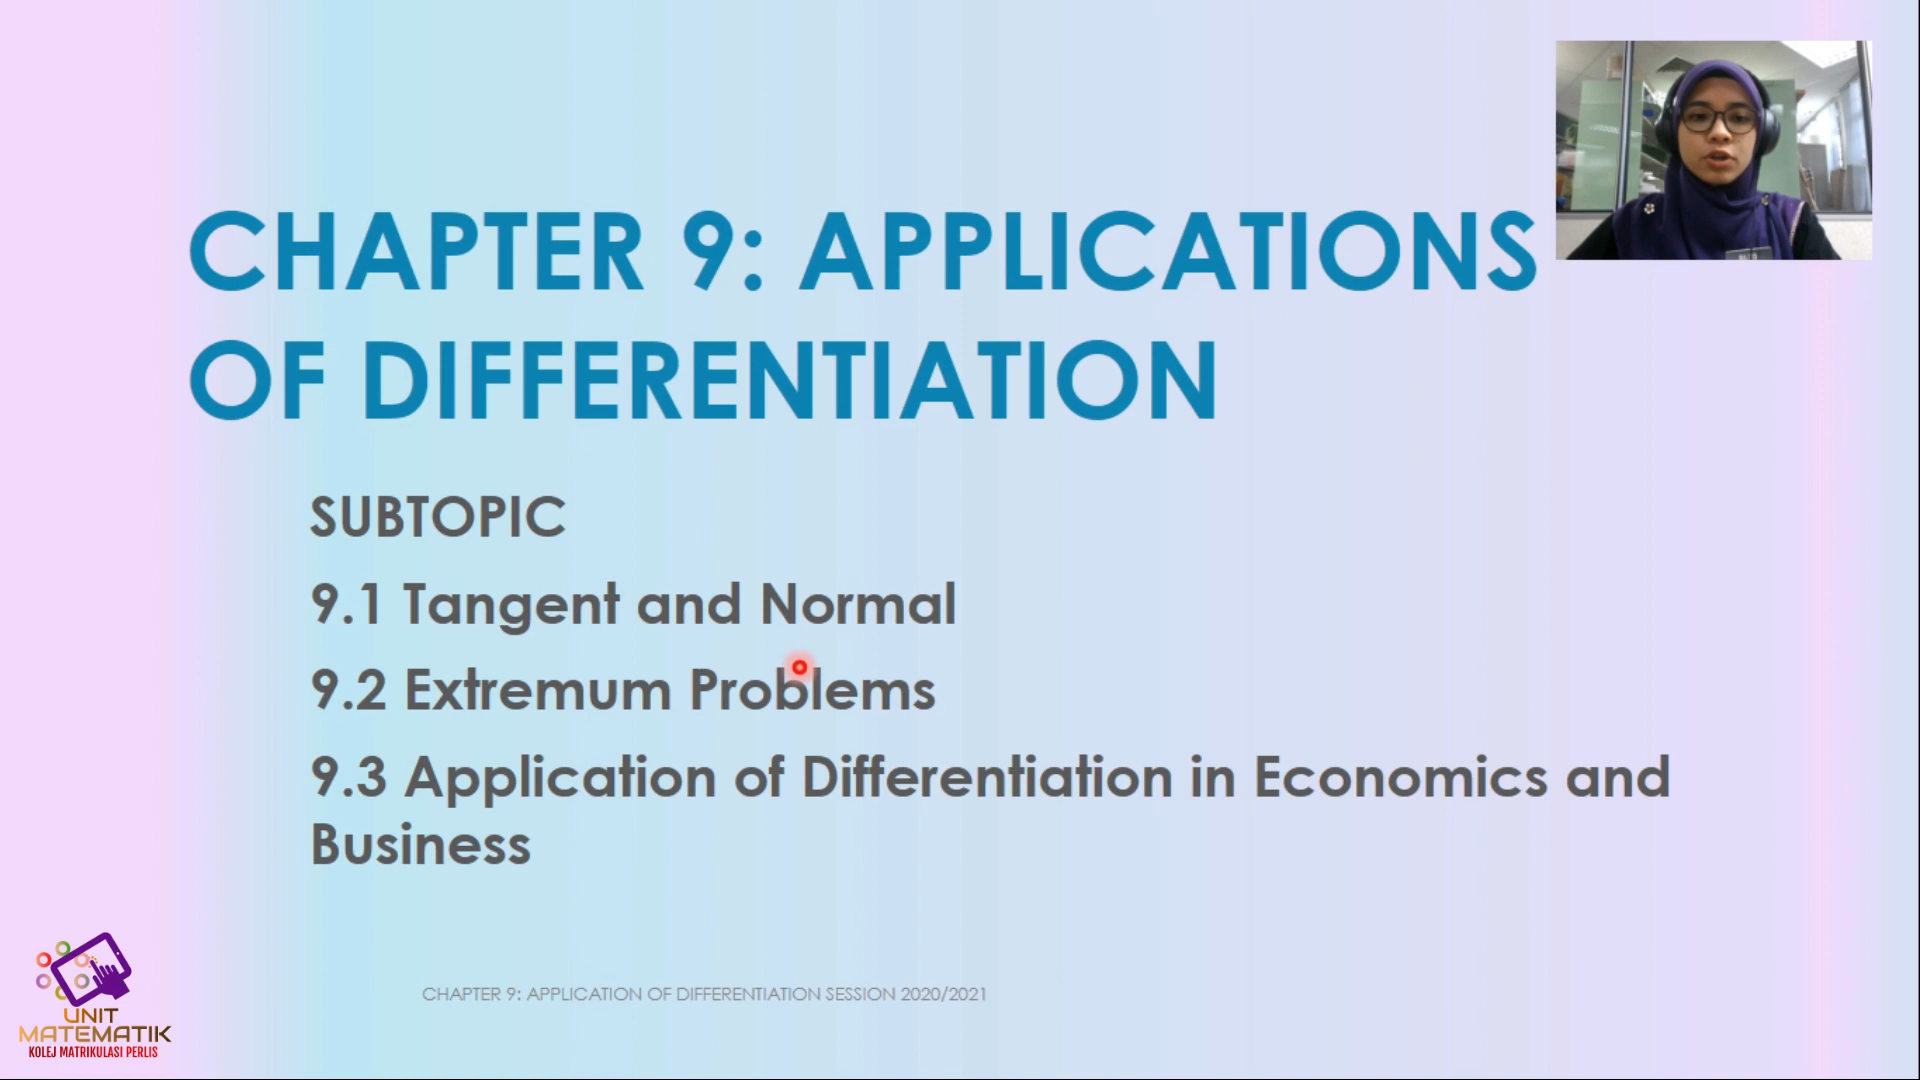 CHAPTER 9: APPLICATIONS
OF DIFFERENTIATION
SUBTOPIC
9.1 Tangent and Normal
9.2 Extremum Problems
9.3 Application of Differentiation in Economics and
Business
CHAPTER 9: APPLICATION OF DIFFERENTIATION SESSION 2020/2021
UNIT
MATEMATIK
KOLEJ MATRIKULASI PERLIS